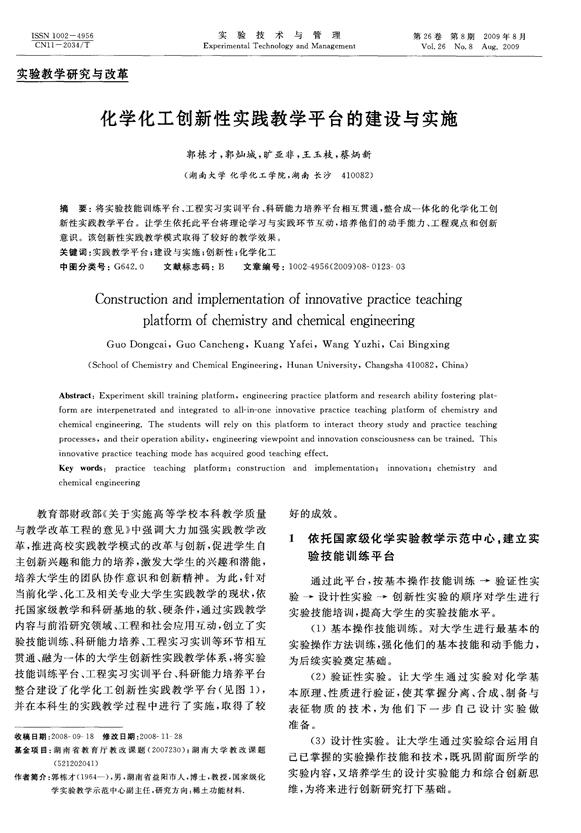 ISSN 1002-4956
CN11-2034/T
实 验 技 术 与 管 理
Experimental Technology and Management
第 26 卷 第 8 期 2009 年 8 月
Vol. 26 No. 8 Aug. 2009
实验教学研究与改革
化学化工创新性实践教学平台的建设与实施
郭栋才,郭灿城,旷亚非,王玉枝,蔡炳新
(湖南大学 化学化工学院,湖南 长沙 410082)
摘 要:将实验技能训练平台、工程实习实训平台、科研能力培养平台相互贯通,整合成一体化的化学化工创
新性实践教学平台。让学生依托此平台将理论学习与实践环节互动,培养他们的动手能力、工程观点和创新
意识。该创新性实践教学模式取得了较好的教学效果。
关键词:实践教学平台;建设与实施;创新性;化学化工
中图分类号:G642.0 文献标志码:B 文章编号:1002-4956(2009)08-0123-03
Construction and implementation of innovative practice teaching
platform of chemistry and chemical engineering
Guo Dongcai, Guo Cancheng, Kuang Yafei, Wang Yuzhi, Cai Bingxing
(School of Chemistry and Chemical Engineering, Hunan University, Changsha 410082, China)
Abstract: Experiment skill training platform, engineering practice platform and research ability fostering plat-
form are interpenetrated and integrated to all-in-one innovative practice teaching platform of chemistry and
chemical engineering. The students will rely on this platform to interact theory study and practice teaching
processes, and their operation ability, engineering viewpoint and innovation consciousness can be trained. This
innovative practice teaching mode has acquired good teaching effect.
Key words: practice teaching platform; construction and implementation; innovation; chemistry and
chemical engineering
教育部财政部《关于实施高等学校本科教学质量
与教学改革工程的意见》中强调大力加强实践教学改
革,推进高校实践教学模式的改革与创新,促进学生自
主创新兴趣和能力的培养,激发大学生的兴趣和潜能,
培养大学生的团队协作意识和创新精神。为此,针对
当前化学、化工及相关专业大学生实践教学的现状,依
托国家级教学和科研基地的软、硬条件,通过实践教学
内容与前沿研究领域、工程和社会应用互动,创立了实
验技能训练、科研能力培养、工程实习实训等环节相互
贯通、融为一体的大学生创新性实践教学体系,将实验
技能训练平台、工程实习实训平台、科研能力培养平台
整合建设了化学化工创新性实践教学平台(见图 1),
并在本科生的实践教学过程中进行了实施,取得了较
收稿日期:2008-09-18 修改日期:2008-11-28
基金项目:湖南省教育厅教改课题(2007230);湖南大学教改课题
(521202041)
作者简介:郭栋才(1964—),男,湖南省益阳市人,博士,教授,国家级化
学实验教学示范中心副主任,研究方向:稀土功能材料.
好的成效。
1 依托国家级化学实验教学示范中心,建立实
验技能训练平台
通过此平台,按基本操作技能训练 → 验证性实
验 → 设计性实验 → 创新性实验的顺序对学生进行
实验技能培训,提高大学生的实验技能水平。
(1) 基本操作技能训练。对大学生进行最基本的
实验操作方法训练,强化他们的基本技能和动手能力,
为后续实验奠定基础。
(2) 验证性实验。让大学生通过实验对化学基
本原理、性质进行验证,使其掌握分离、合成、制备与
表征物质的技术,为他们下一步自己设计实验做
准备。
(3) 设计性实验。让大学生通过实验综合运用自
己已掌握的实验操作技能和技术,既巩固前面所学的
实验内容,又培养学生的设计实验能力和综合创新思
维,为将来进行创新研究打下基础。